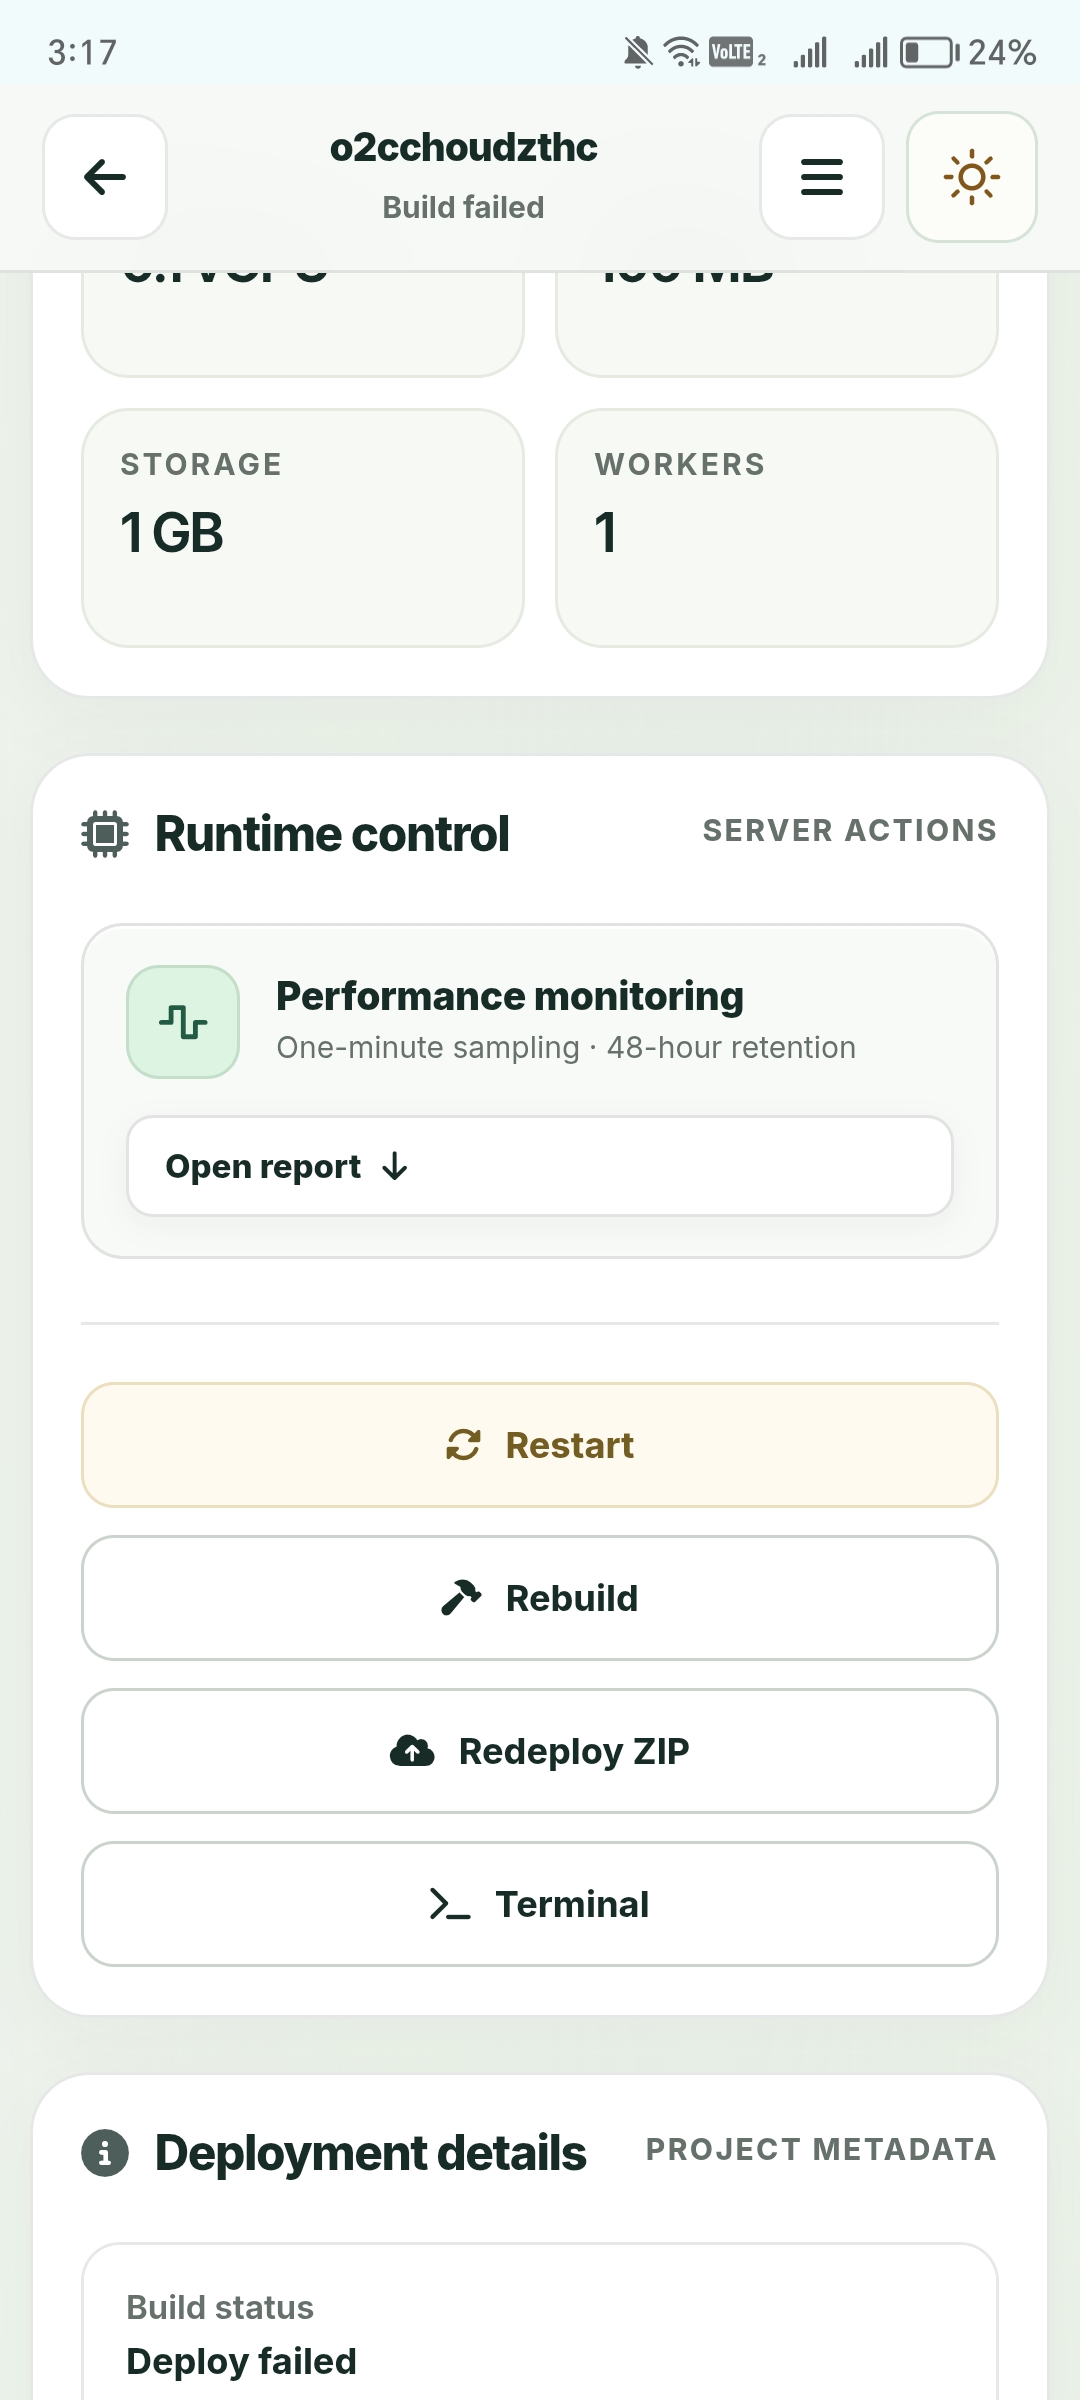 3:17
VoLTE 2
24%
o2cchoudzthc
Build failed
STORAGE
1 GB
WORKERS
1
Runtime control
SERVER ACTIONS
Performance monitoring
One-minute sampling · 48-hour retention
Open report ↓
Restart
Rebuild
Redeploy ZIP
Terminal
Deployment details
PROJECT METADATA
Build status
Deploy failed